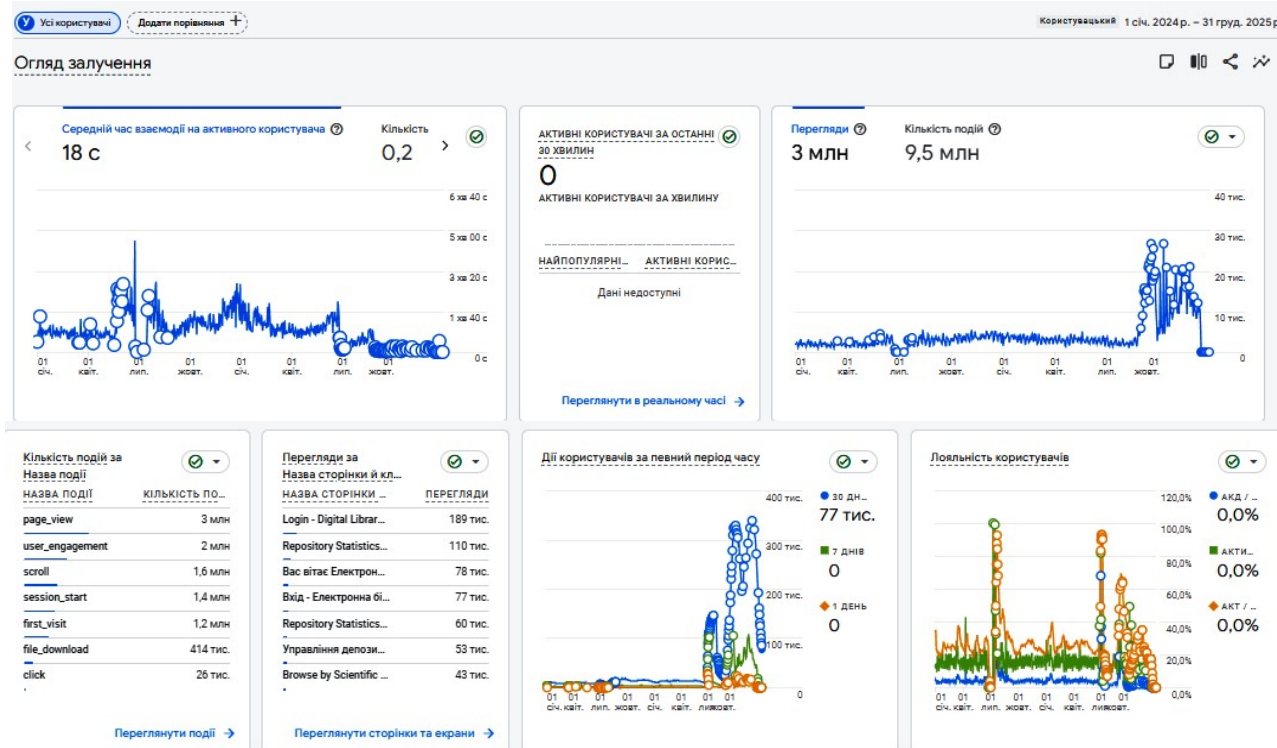 У Усі користувачі
Додати порівняння +
Користувацький 1 січ. 2024 р. – 31 груд. 2025 р
Огляд залучення
Середній час взаємодії на активного користувача
18 с
Кількість
0,2
6 хв 40 с
5 хв 00 с
3 хв 20 с
1 хв 40 с
0 с
01 січ.
01 квіт.
01 лип.
01 жовт.
01 січ.
01 квіт.
01 лип.
01 жовт.
АКТИВНІ КОРИСТУВАЧІ ЗА ОСТАННІ
30 ХВИЛИН
0
АКТИВНІ КОРИСТУВАЧІ ЗА ХВИЛИНУ
НАЙПОПУЛЯРНІ... АКТИВНІ КОРИС...
Дані недоступні
Переглянути в реальному часі →
Перегляди
3 млн
Кількість подій
9,5 млн
40 тис.
30 тис.
20 тис.
10 тис.
0
01 січ.
01 квіт.
01 лип.
01 жовт.
01 січ.
01 квіт.
01 лип.
01 жовт.
Кількість подій за
Назва події
НАЗВА ПОДІЇ КІЛЬКІСТЬ ПО...
page_view 3 млн
user_engagement 2 млн
scroll 1,6 млн
session_start 1,4 млн
first_visit 1,2 млн
file_download 414 тис.
click 26 тис.
Переглянути події →
Перегляди за
Назва сторінки й кл...
НАЗВА СТОРІНКИ ... ПЕРЕГЛЯДИ
Login - Digital Librar... 189 тис.
Repository Statistics... 110 тис.
Вас вітає Електрон... 78 тис.
Вхід - Електронна бі... 77 тис.
Repository Statistics... 60 тис.
Управління депози... 53 тис.
Browse by Scientific ... 43 тис.
Переглянути сторінки та екрани →
Дії користувачів за певний період часу
400 тис.
300 тис.
200 тис.
100 тис.
0
01 січ.
01 квіт.
01 лип.
01 жовт.
01 січ.
01 квіт.
01 лип
01 жовт.
30 ДН...
77 тис.
7 ДНІВ
0
1 ДЕНЬ
0
Лояльність користувачів
120,0%
100,0%
80,0%
60,0%
40,0%
20,0%
0,0%
01 січ.
01 квіт.
01 лип.
01 жовт.
01 січ.
01 квіт.
01 лип
01 жовт.
АКД / ...
0,0%
АКТИ...
0,0%
АКТ / ...
0,0%